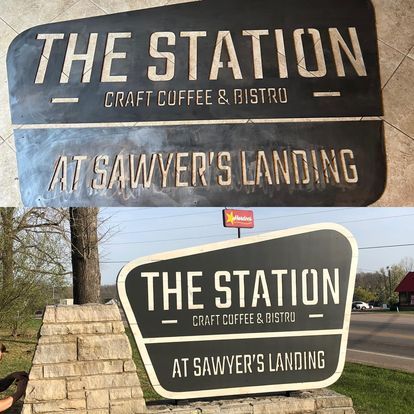 THE STATION
CRAFT COFFEE & BISTRO
AT SAWYER'S LANDING
Hardee's
THE STATION
CRAFT COFFEE & BISTRO
AT SAWYER'S LANDING